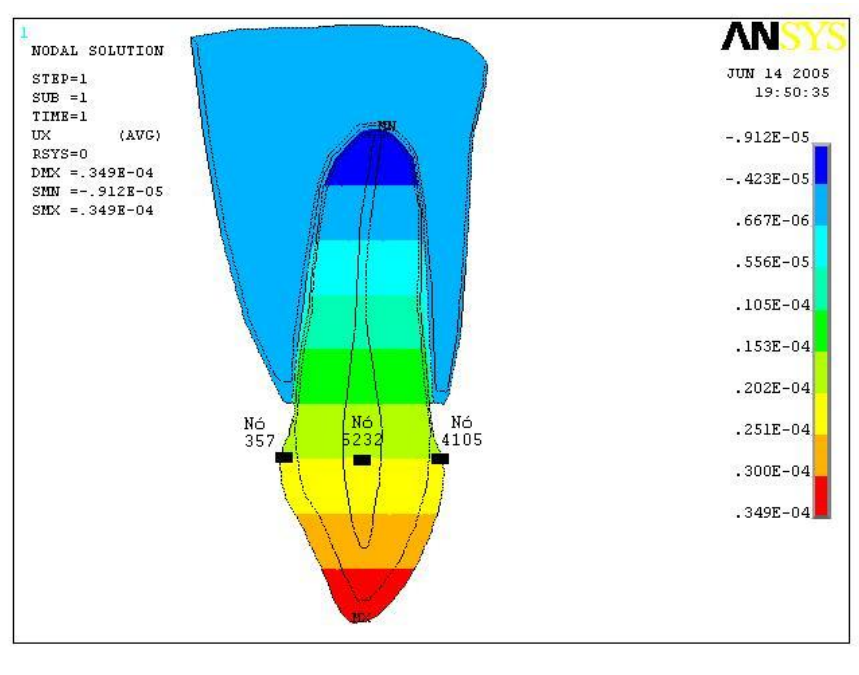 1
NODAL SOLUTION
STEP=1
SUB =1
TIME=1
UX (AVG)
RSYS=0
DMX =.349E-04
SMN =-.912E-05
SMX =.349E-04
ANSYS
JUN 14 2005
19:50:35
MN
-.912E-05
-.423E-05
.667E-06
.556E-05
.105E-04
.153E-04
.202E-04
.251E-04
.300E-04
.349E-04
Nó
357
Nó
5232
Nó
4105
MX